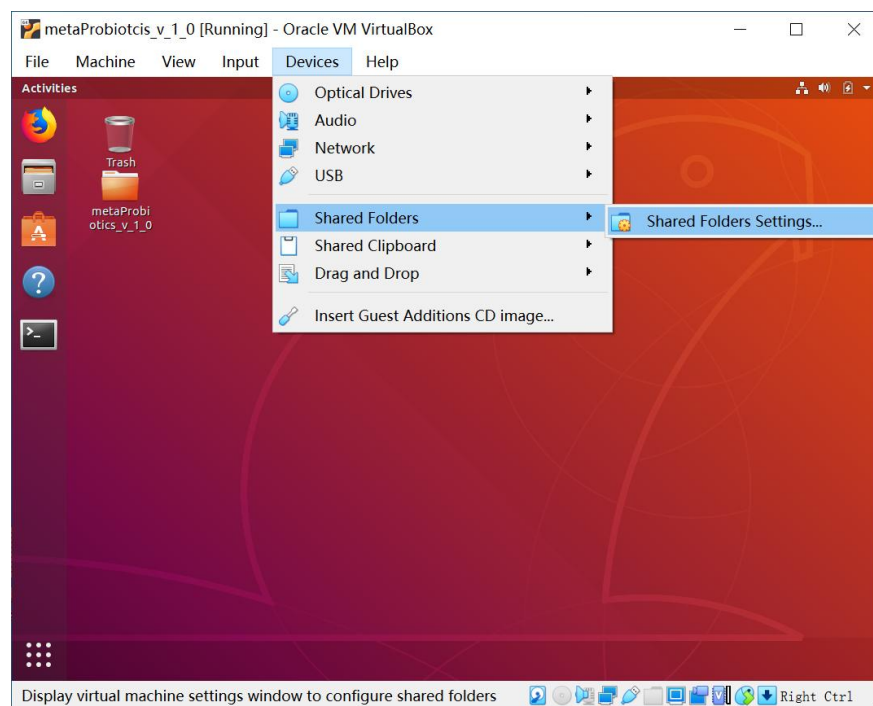 metaProbiotcis_v_1_0 [Running] - Oracle VM VirtualBox
File Machine View Input Devices Help
Activities
Optical Drives
Audio
Network
USB
Shared Folders
Shared Folders Settings...
Shared Clipboard
Drag and Drop
Insert Guest Additions CD image...
Trash
metaProbi
otics_v_1_0
Display virtual machine settings window to configure shared folders
Right Ctrl